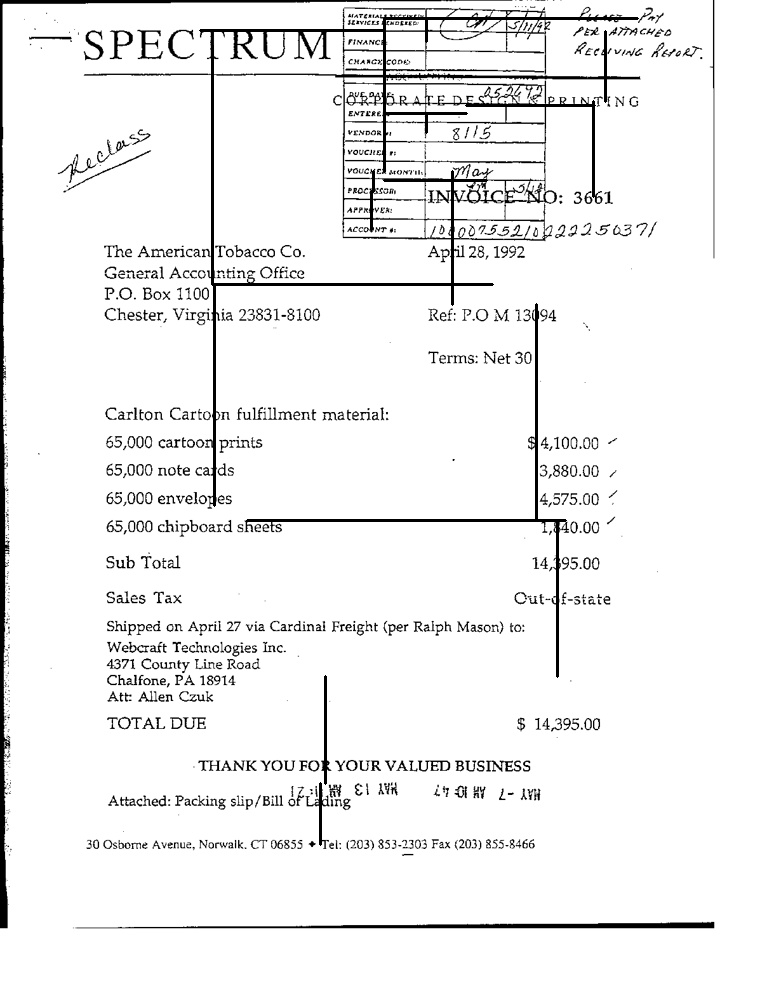 SPECTRUM
CORPORATE DESIGN & PRINTING
Please Pay
PER ATTACHED
RECEIVING REPORT.
Reclass
MATERIALS RECEIVED
SERVICES RENDERED: 5/11/92
FINANCE
CHARGE CODE:
DUE DATE: 052692
ENTERED
VENDOR #: 8115
VOUCHER #:
VOUCHER MONTH: May
PROCESSOR:
APPROVER:
ACCOUNT #:
INVOICE NO: 3661
The American Tobacco Co. April 28, 1992
General Accounting Office
P.O. Box 1100
Chester, Virginia 23831-8100 Ref: P.O M 13094
Terms: Net 30
Carlton Cartoon fulfillment material:
65,000 cartoon prints $ 4,100.00
65,000 note cards 3,880.00
65,000 envelopes 4,575.00
65,000 chipboard sheets 1,840.00
Sub Total 14,395.00
Sales Tax Out-of-state
Shipped on April 27 via Cardinal Freight (per Ralph Mason) to:
Webcraft Technologies Inc.
4371 County Line Road
Chalfone, PA 18914
Att: Allen Czuk
TOTAL DUE $ 14,395.00
THANK YOU FOR YOUR VALUED BUSINESS
MAY 13 AM MAY -7 AM 10:47
Attached: Packing slip/Bill of Lading
30 Osborne Avenue, Norwalk, CT 06855 ✦ Tel: (203) 853-2303 Fax (203) 855-8466